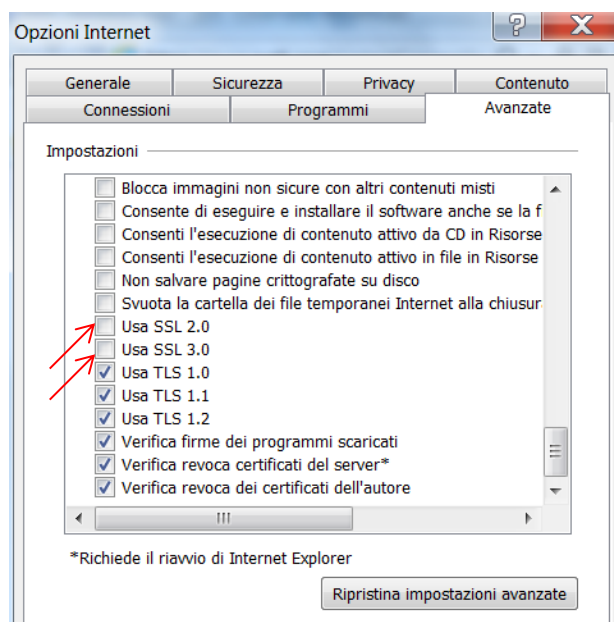 Opzioni Internet
Generale
Sicurezza
Privacy
Contenuto
Connessioni
Programmi
Avanzate
Impostazioni
Blocca immagini non sicure con altri contenuti misti
Consente di eseguire e installare il software anche se la f
Consenti l'esecuzione di contenuto attivo da CD in Risorse
Consenti l'esecuzione di contenuto attivo in file in Risorse
Non salvare pagine crittografate su disco
Svuota la cartella dei file temporanei Internet alla chiusur
Usa SSL 2.0
Usa SSL 3.0
Usa TLS 1.0
Usa TLS 1.1
Usa TLS 1.2
Verifica firme dei programmi scaricati
Verifica revoca certificati del server*
Verifica revoca dei certificati dell'autore
*Richiede il riavvio di Internet Explorer
Ripristina impostazioni avanzate